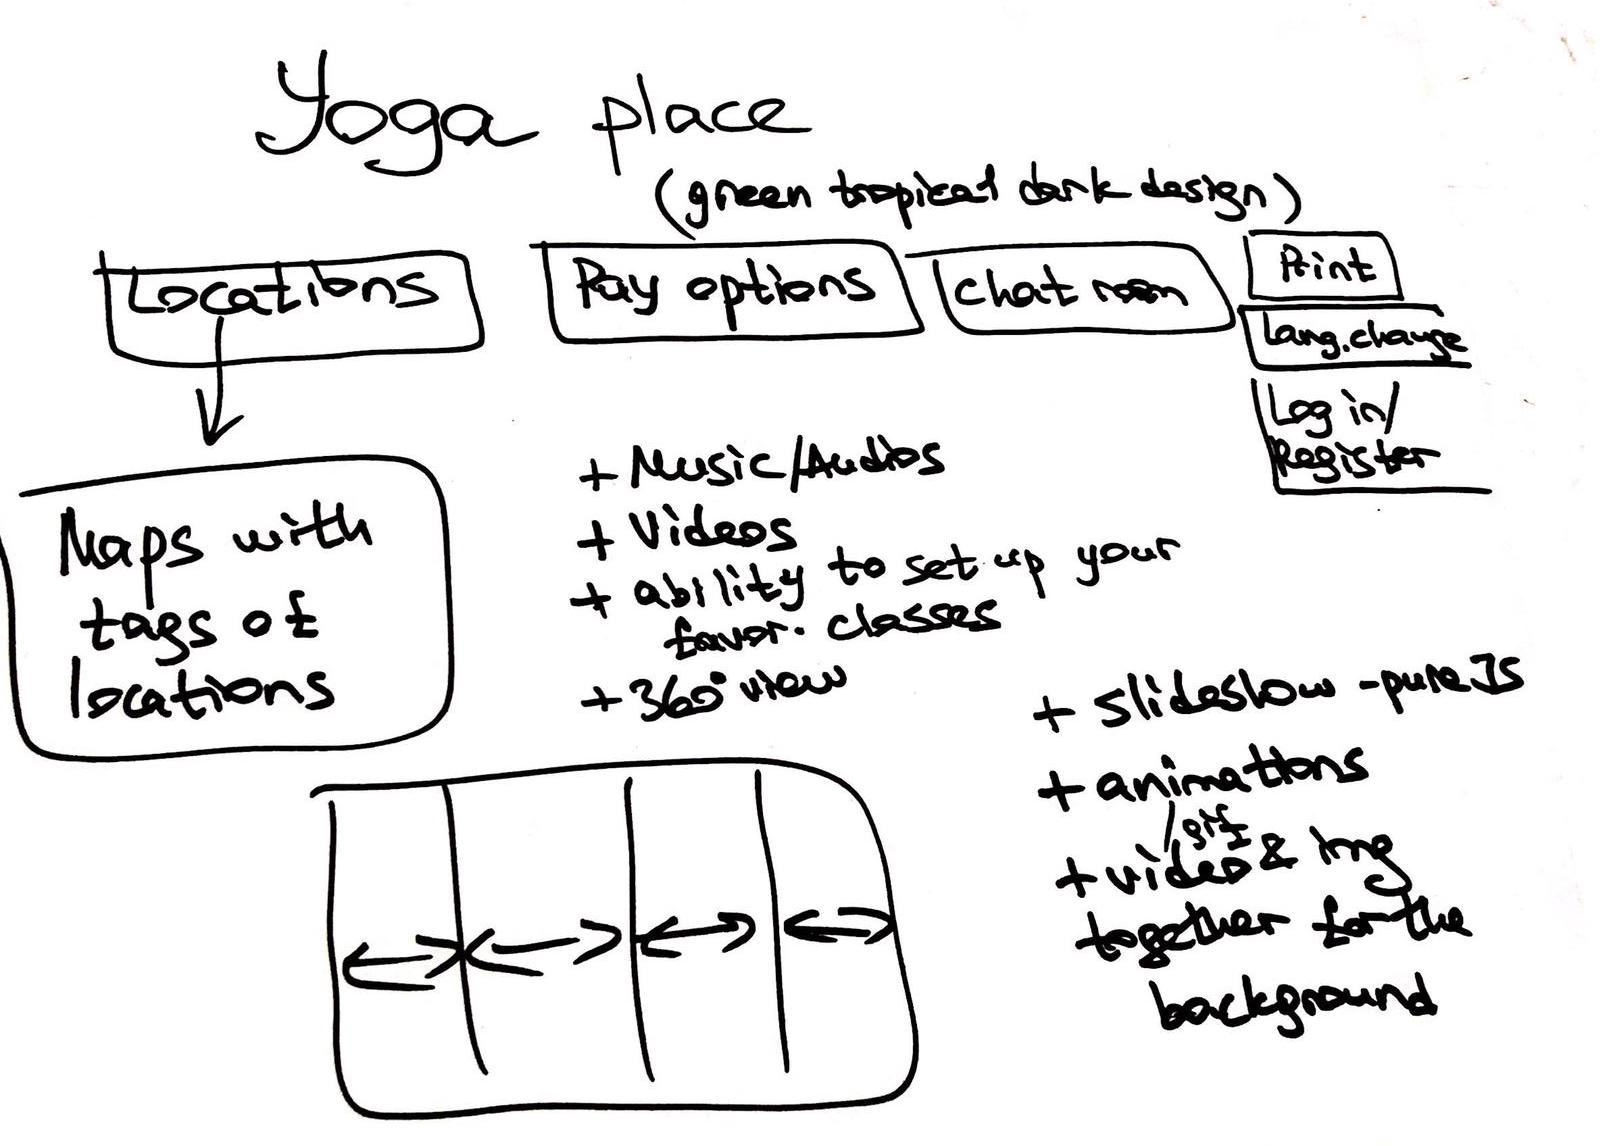 Yoga place
(green tropical dark design)
Locations
Pay options
Chat room
Print
Lang. change
Log in/
Register
Maps with
tags of
locations
+ Music/Audios
+ Videos
+ ability to set up your
favor. classes
+ 360° view
+ slideshow - pure JS
+ animations
/gif
+ video & img
together for the
background